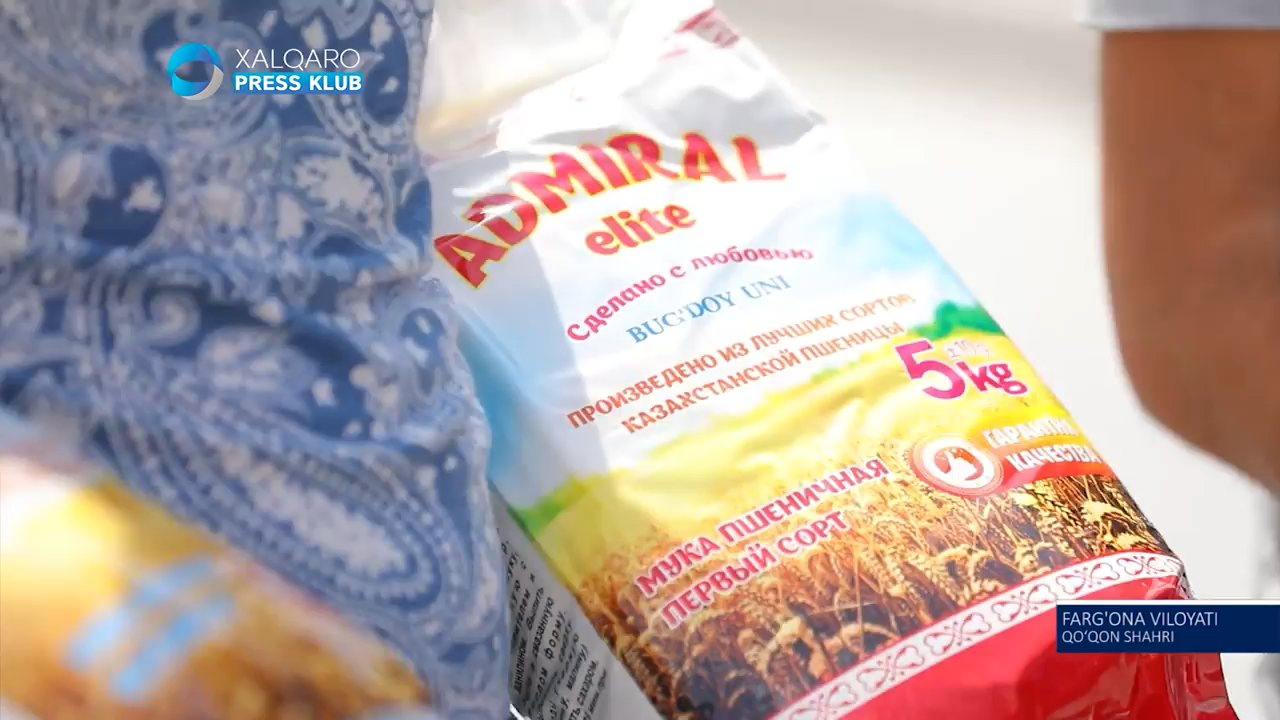 XALQARO
PRESS KLUB
ADMIRAL
elite
Сделано с любовью
BUG'DOY UNI
ПРОИЗВЕДЕНО ИЗ ЛУЧШИХ СОРТОВ
КАЗАХСТАНСКОЙ ПШЕНИЦЫ
5kg
ГАРАНТИЯ
КАЧЕСТВА
МУКА ПШЕНИЧНАЯ
ПЕРВЫЙ СОРТ
FARG'ONA VILOYATI
QO‘QON SHAHRI